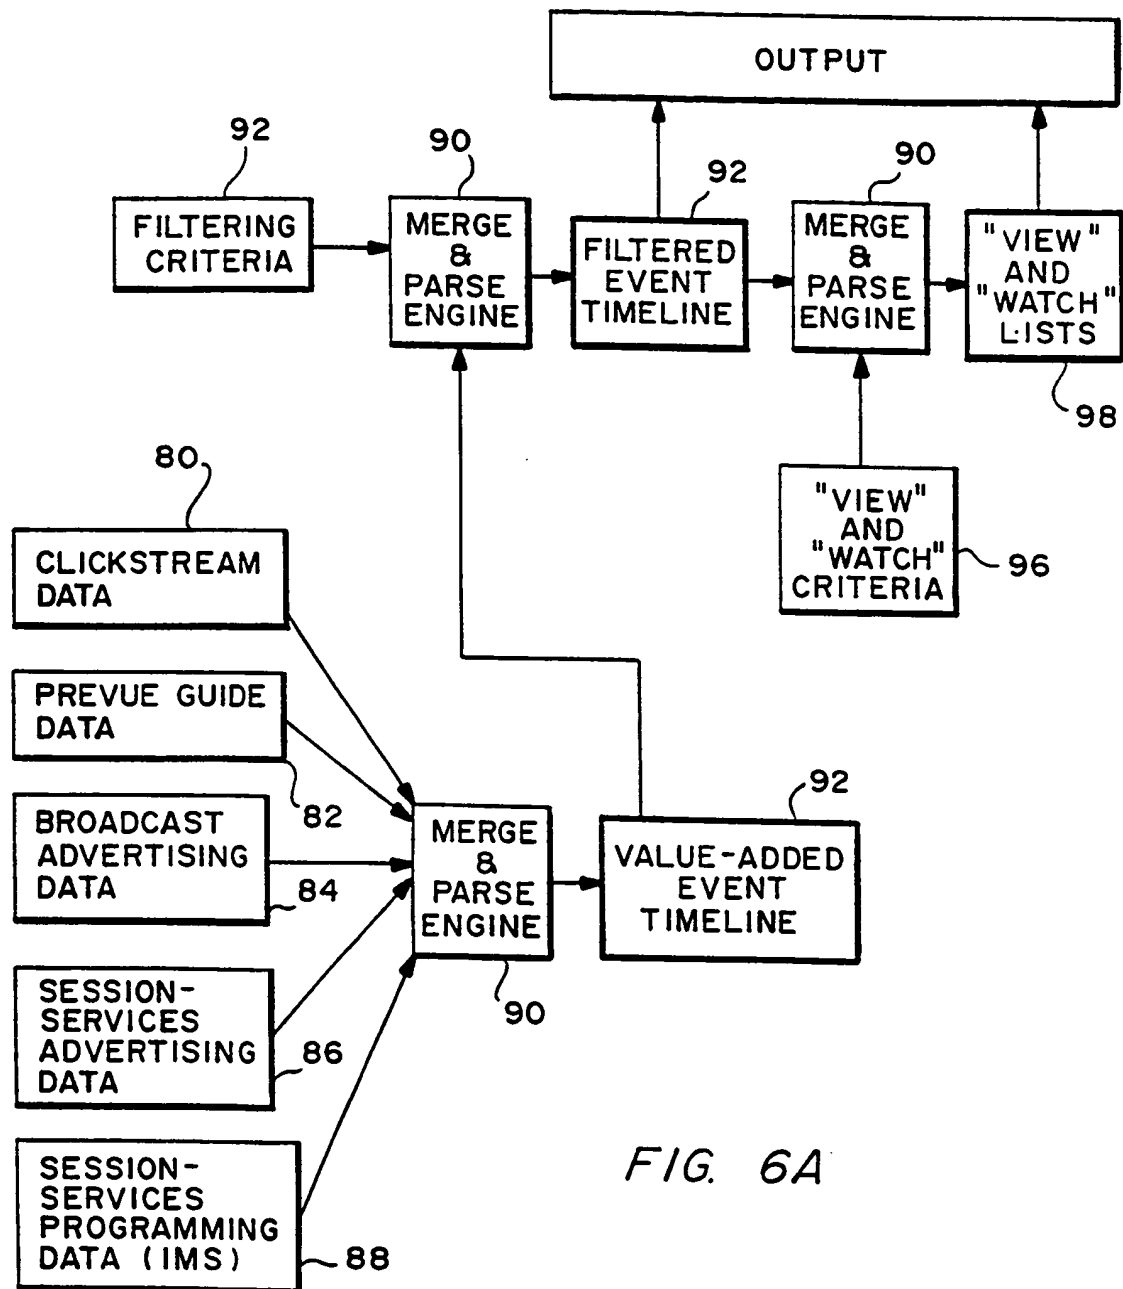 OUTPUT
92
FILTERING
CRITERIA
90
MERGE
&
PARSE
ENGINE
92
FILTERED
EVENT
TIMELINE
90
MERGE
&
PARSE
ENGINE
"VIEW"
AND
"WATCH"
L·ISTS
98
"VIEW"
AND
"WATCH"
CRITERIA
96
80
CLICKSTREAM
DATA
PREVUE GUIDE
DATA
82
BROADCAST
ADVERTISING
DATA
84
SESSION-
SERVICES
ADVERTISING
DATA
86
SESSION-
SERVICES
PROGRAMMING
DATA (IMS)
88
MERGE
&
PARSE
ENGINE
90
92
VALUE-ADDED
EVENT
TIMELINE
FIG. 6A